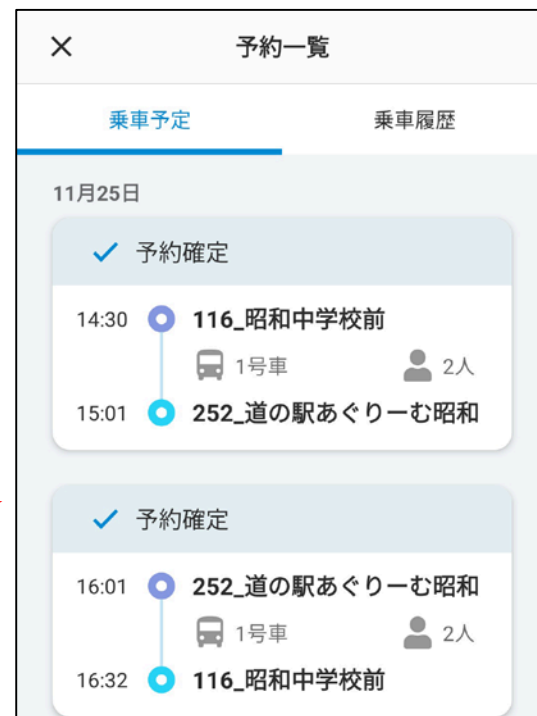 予約一覧
乗車予定 乗車履歴
11月25日
予約確定
14:30 116_昭和中学校前
1号車 2人
15:01 252_道の駅あぐりーむ昭和
予約確定
16:01 252_道の駅あぐりーむ昭和
1号車 2人
16:32 116_昭和中学校前